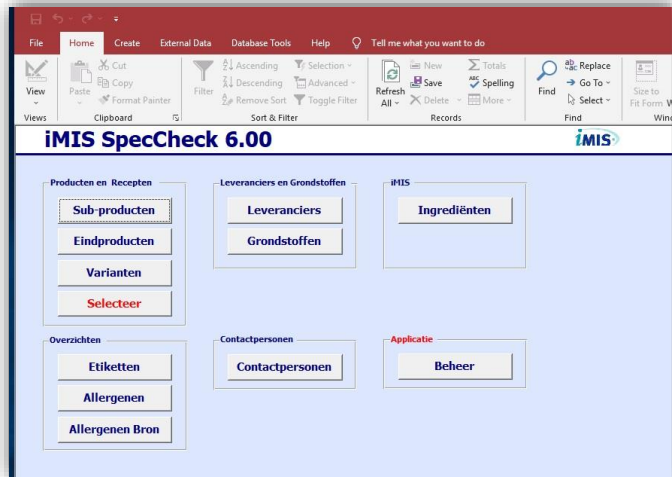 File Home Create External Data Database Tools Help Tell me what you want to do
View
Paste
Cut
Copy
Format Painter
Filter
Ascending
Descending
Remove Sort
Selection
Advanced
Toggle Filter
Refresh All
New
Save
Delete
Totals
Spelling
More
Find
Replace
Go To
Select
Size to
Fit Form W
Views Clipboard Sort & Filter Records Find Wind
iMIS SpecCheck 6.00
iMIS
Producten en Recepten
Sub-producten
Eindproducten
Varianten
Selecteer
Leveranciers en Grondstoffen
Leveranciers
Grondstoffen
iMIS
Ingrediënten
Overzichten
Etiketten
Allergenen
Allergenen Bron
Contactpersonen
Contactpersonen
Applicatie
Beheer